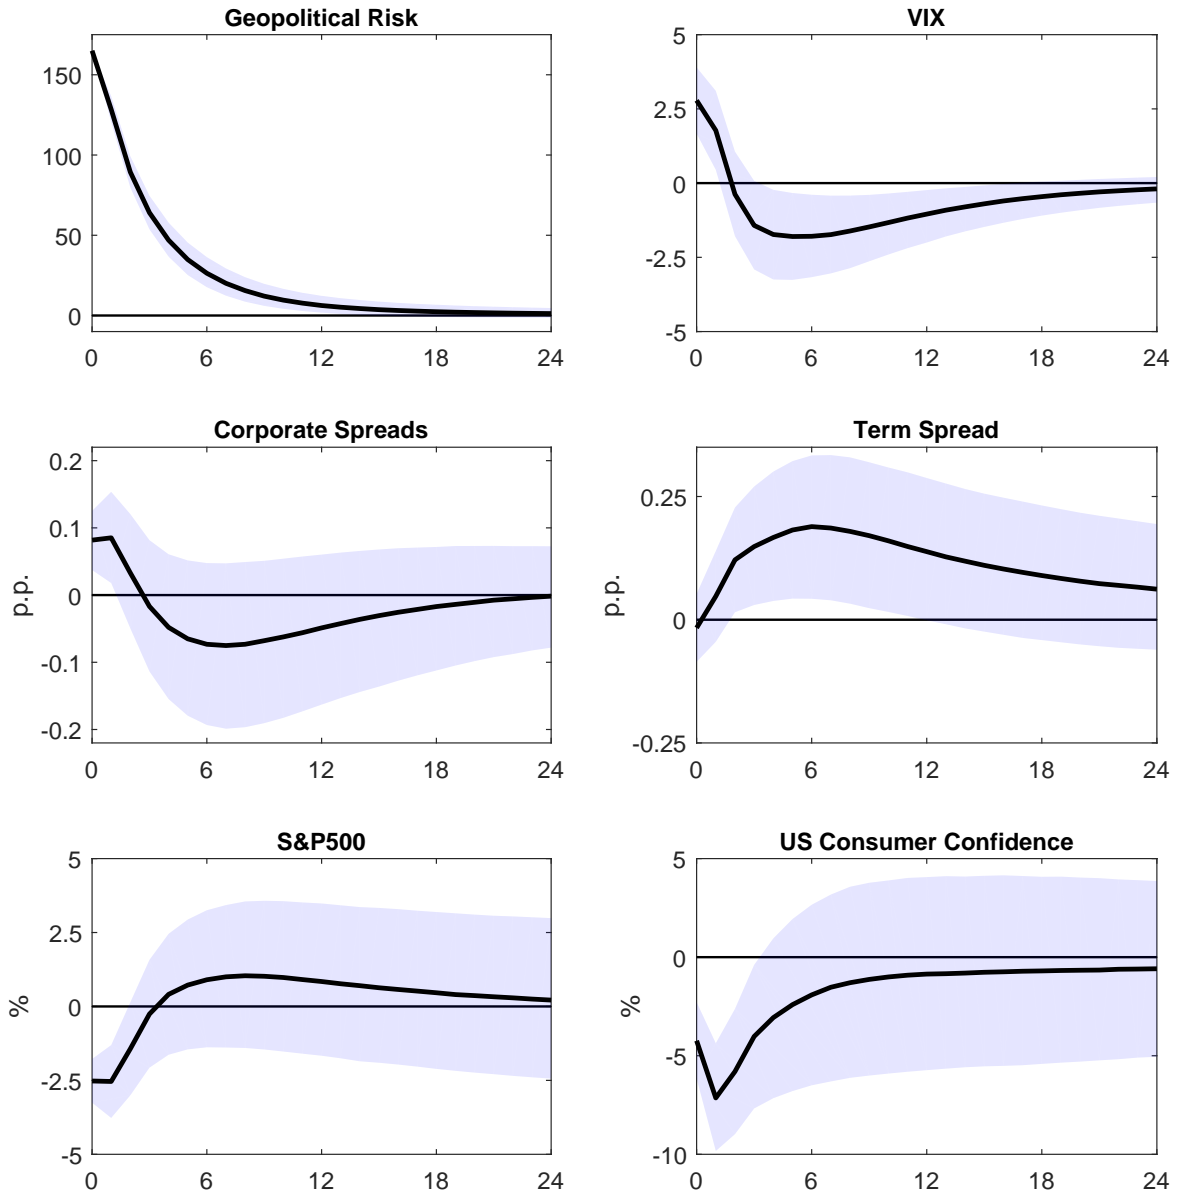 Geopolitical Risk
150
100
50
0
0 6 12 18 24
VIX
5
2.5
0
-2.5
-5
0 6 12 18 24
Corporate Spreads
p.p.
0.2
0.1
0
-0.1
-0.2
0 6 12 18 24
Term Spread
p.p.
0.25
0
-0.25
0 6 12 18 24
S&P500
%
5
2.5
0
-2.5
-5
0 6 12 18 24
US Consumer Confidence
%
5
0
-5
-10
0 6 12 18 24